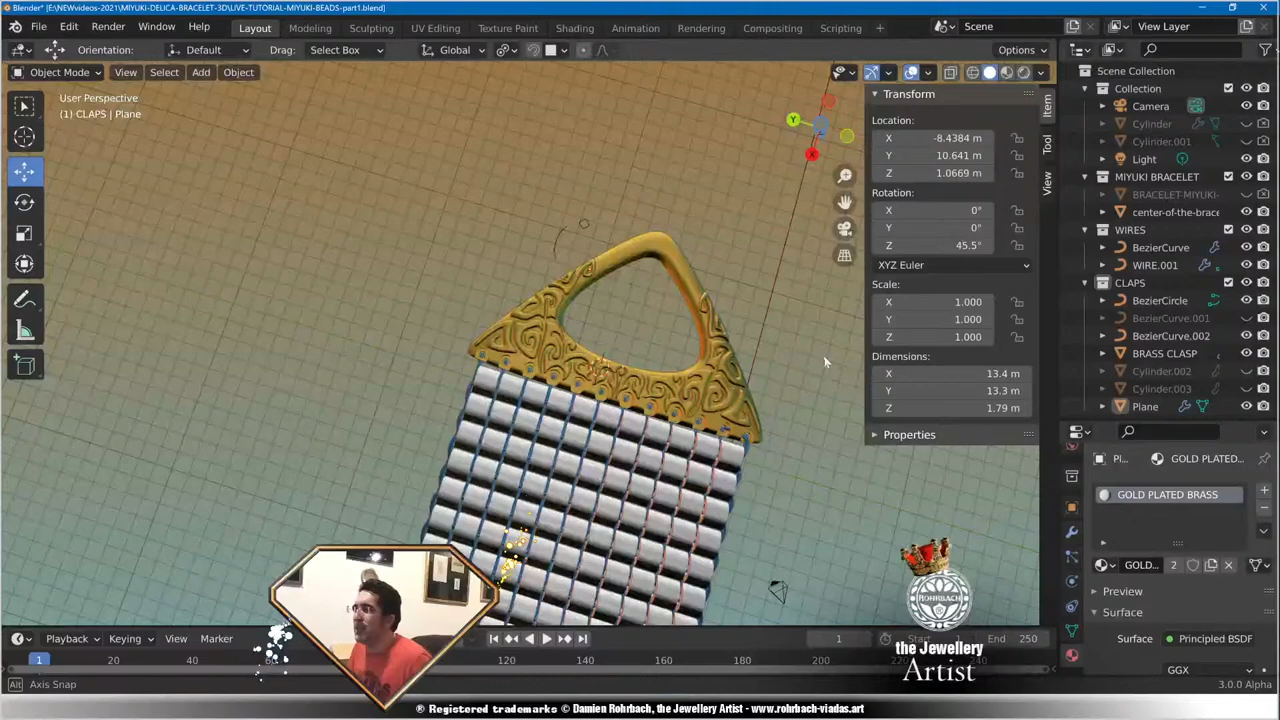 Blender* [E:\NEWvideos-2021\MIYUKI-DELICA-BRACELET-3D\LIVE-TUTORIAL-MIYUKI-BEADS-part1.blend]
File Edit Render Window Help Layout Modeling Sculpting UV Editing Texture Paint Shading Animation Rendering Compositing Scripting + Scene View Layer
Orientation: Default Drag: Select Box Global Options
Object Mode View Select Add Object
User Perspective
(1) CLAPS | Plane
Y
X
Transform
Location:
X -8.4384 m
Y 10.641 m
Z 1.0669 m
Rotation:
X 0°
Y 0°
Z 45.5°
XYZ Euler
Scale:
X 1.000
Y 1.000
Z 1.000
Dimensions:
X 13.4 m
Y 13.3 m
Z 1.79 m
Properties
Item
Tool
View
Scene Collection
Collection
Camera
Cylinder
Cylinder.001
Light
MIYUKI BRACELET
BRACELET MIYUKI-
center-of-the-brace
WIRES
BezierCurve
WIRE.001
CLAPS
BezierCircle
BezierCurve.001
BezierCurve.002
BRASS CLASP
Cylinder.002
Cylinder.003
Plane
Pl... GOLD PLATED...
GOLD PLATED BRASS
GOLD... 2
Preview
Surface
Surface Principled BSDF
GGX
ROHRBACH
the Jewellery
Artist
Playback Keying View Marker 1 Start 1 End 250
1 20 40 120 140 160 180 200 220 240
Alt Axis Snap 3.0.0 Alpha
® Registered trademarks © Damien Rohrbach, the Jewellery Artist - www.rohrbach-viadas.art